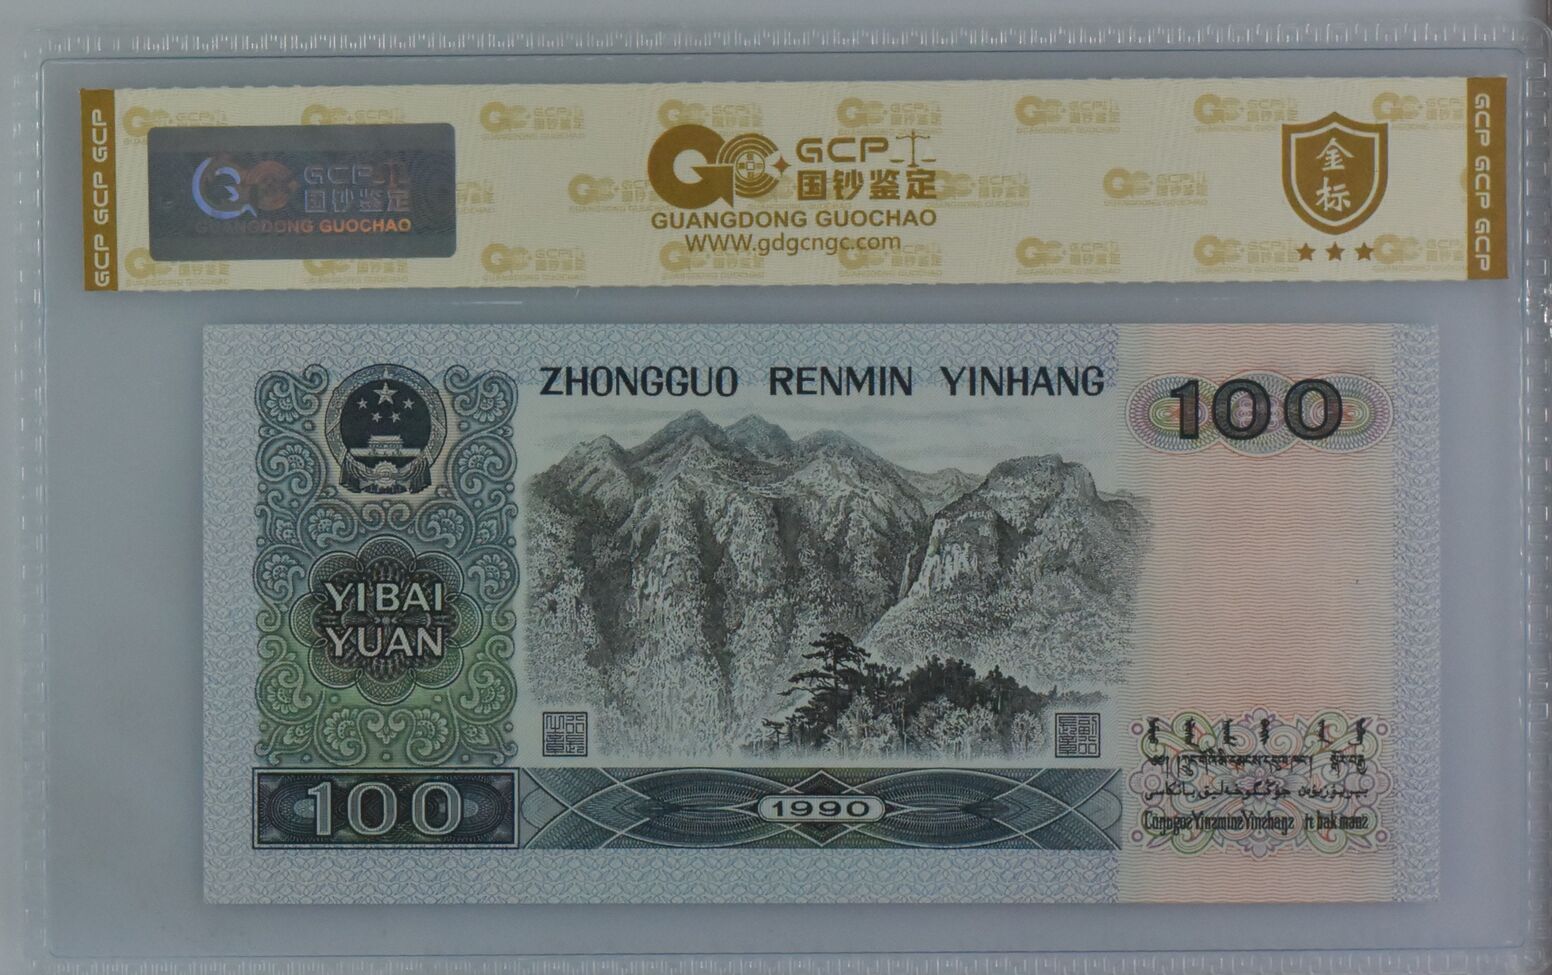 GCP GCP GCP
GCP
国钞鉴定
GUANGDONG GUOCHAO
GCP
国钞鉴定
GUANGDONG GUOCHAO
WWW.gdgcngc.com
金
标
GCP GCP GCP
ZHONGGUO RENMIN YINHANG
100
YIBAI
YUAN
100
1990